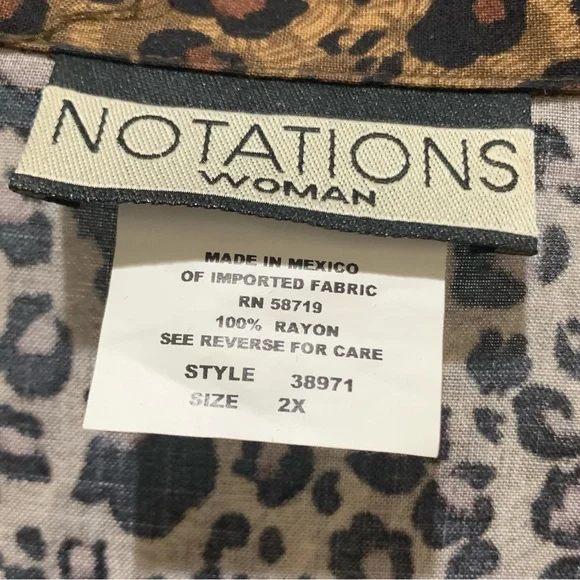 NOTATIONS
WOMAN
MADE IN MEXICO
OF IMPORTED FABRIC
RN 58719
100% RAYON
SEE REVERSE FOR CARE
STYLE 38971
SIZE 2X